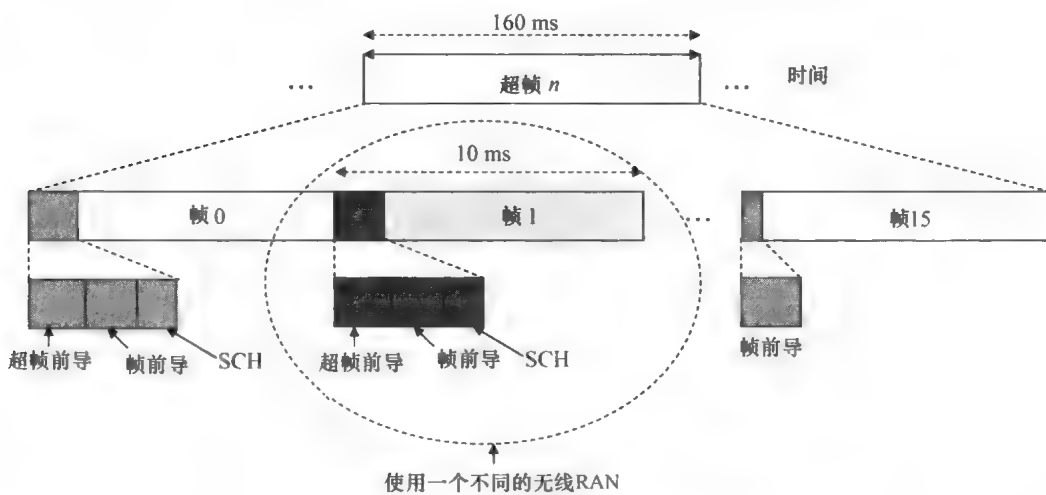 160 ms
… 超帧 n … 时间
10 ms
帧 0 帧 1 … 帧15
超帧前导 帧前导 SCH 超帧前导 帧前导 SCH 帧前导
使用一个不同的无线RAN